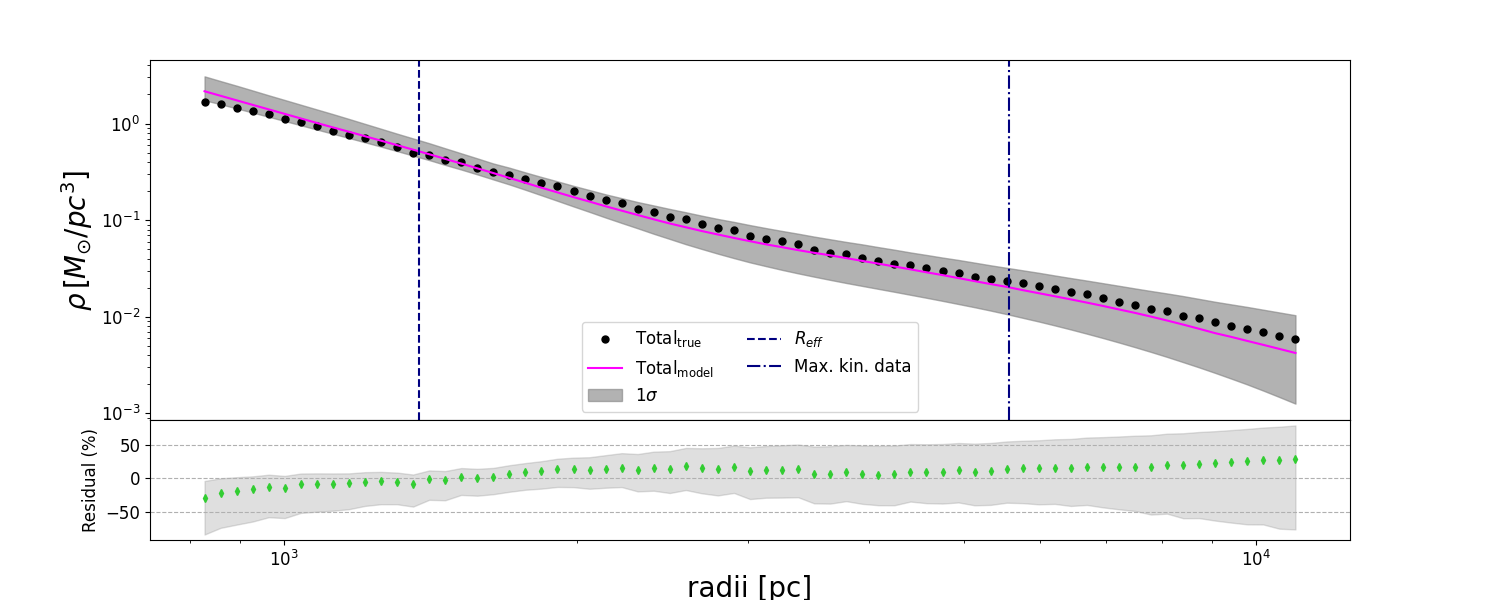 ρ [M⊙/pc³]
10⁰
10⁻¹
10⁻²
10⁻³
Total_true
Total_model
1σ
R_eff
Max. kin. data
Residual (%)
50
0
−50
10³
10⁴
radii [pc]